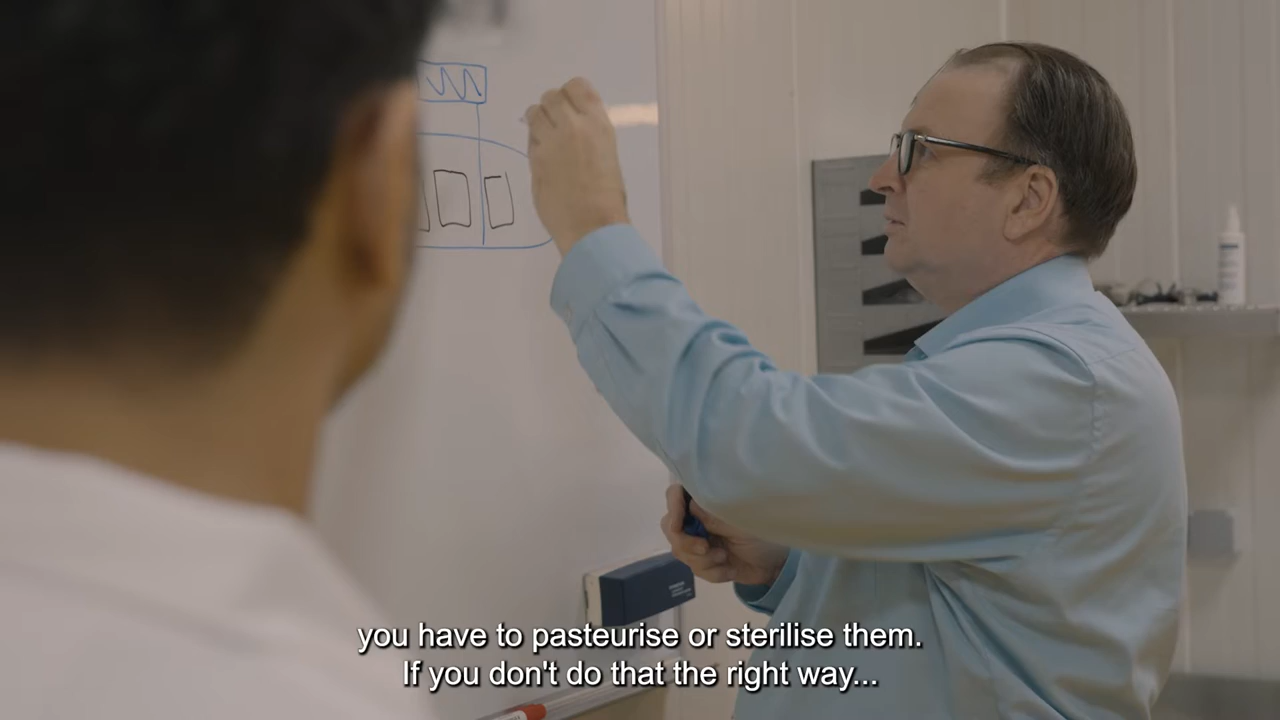 you have to pasteurise or sterilise them.
If you don't do that the right way...